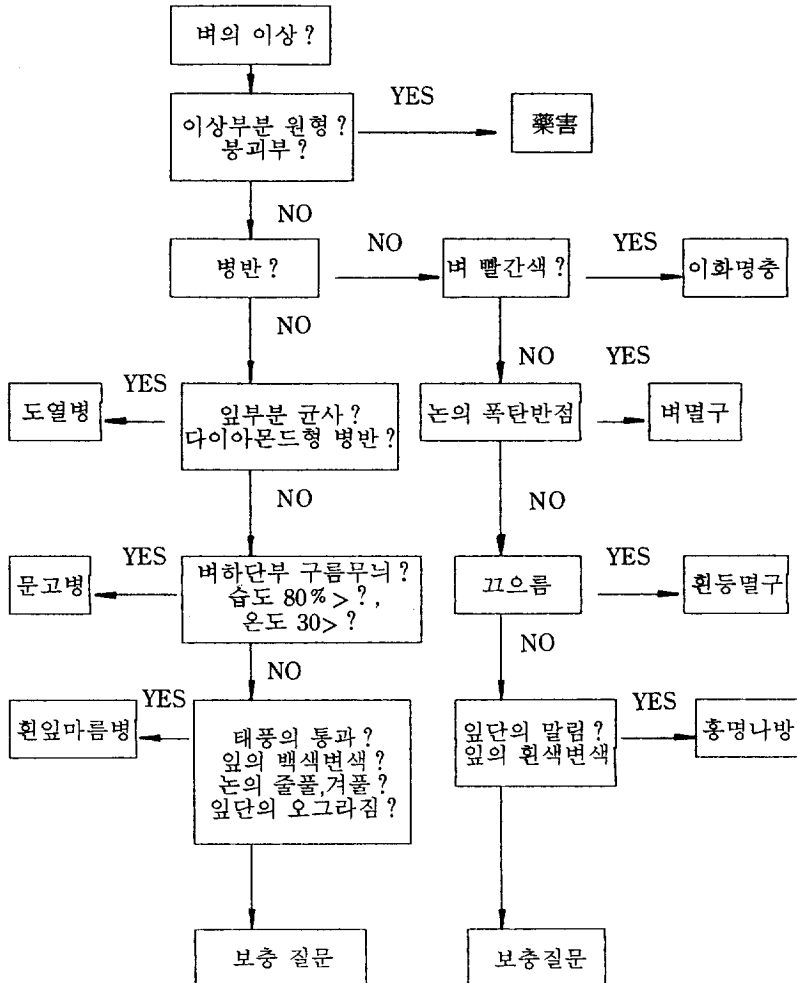 벼의 이상?
YES
이상부분 원형?
붕괴부?
藥害
NO
병반?
NO
벼 빨간색?
YES
이화명충
NO
NO
YES
도열병
YES
잎부분 균사?
다이아몬드형 병반?
논의 폭탄반점
벼멸구
NO
NO
문고병
YES
벼하단부 구름무늬?
습도 80%>?,
온도 30>?
끄으름
YES
흰등멸구
NO
NO
흰잎마름병
YES
태풍의 통과?
잎의 백색변색?
논의 줄풀,겨풀?
잎단의 오그라짐?
잎단의 말림?
잎의 흰색변색
YES
홍명나방
보충 질문
보충질문